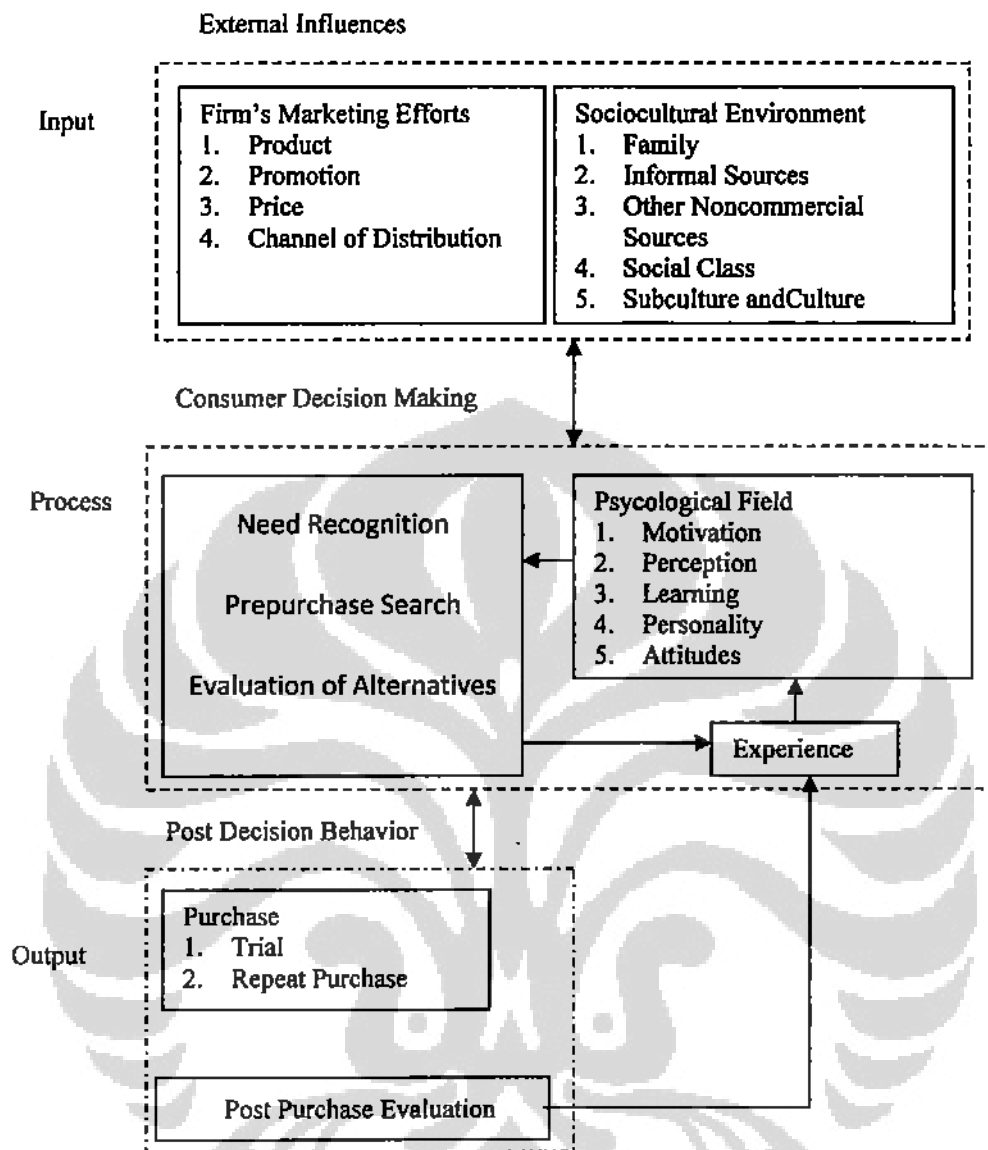 External Influences
Input
Firm's Marketing Efforts
1. Product
2. Promotion
3. Price
4. Channel of Distribution
Sociocultural Environment
1. Family
2. Informal Sources
3. Other Noncommercial
Sources
4. Social Class
5. Subculture andCulture
Consumer Decision Making
Process
Need Recognition
Prepurchase Search
Evaluation of Alternatives
Psycological Field
1. Motivation
2. Perception
3. Learning
4. Personality
5. Attitudes
Experience
Post Decision Behavior
Output
Purchase
1. Trial
2. Repeat Purchase
Post Purchase Evaluation